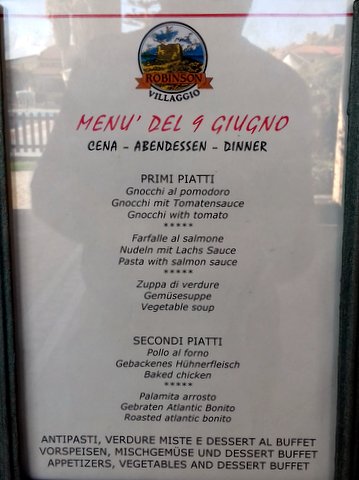 ROBINSON
VILLAGGIO
MENU' DEL 9 GIUGNO
CENA - ABENDESSEN - DINNER
PRIMI PIATTI
Gnocchi al pomodoro
Gnocchi mit Tomatensauce
Gnocchi with tomato
*****
Farfalle al salmone
Nudeln mit Lachs Sauce
Pasta with salmon sauce
*****
Zuppa di verdure
Gemüsesuppe
Vegetable soup
SECONDI PIATTI
Pollo al forno
Gebackenes Hühnerfleisch
Baked chicken
*****
Palamita arrosto
Gebraten Atlantic Bonito
Roasted atlantic bonito
ANTIPASTI, VERDURE MISTE E DESSERT AL BUFFET
VORSPEISEN, MISCHGEMÜSE UND DESSERT BUFFET
APPETIZERS, VEGETABLES AND DESSERT BUFFET